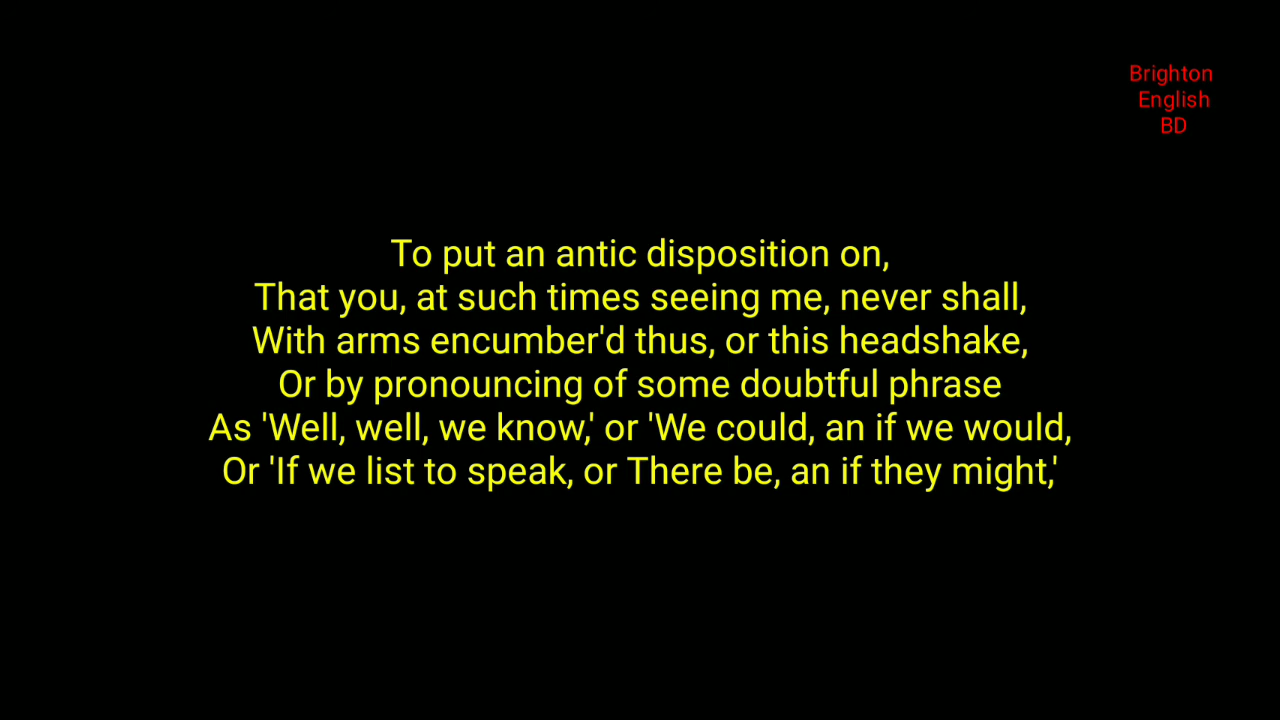 Brighton
English
BD
To put an antic disposition on,
That you, at such times seeing me, never shall,
With arms encumber'd thus, or this headshake,
Or by pronouncing of some doubtful phrase
As 'Well, well, we know,' or 'We could, an if we would,
Or 'If we list to speak, or There be, an if they might,'